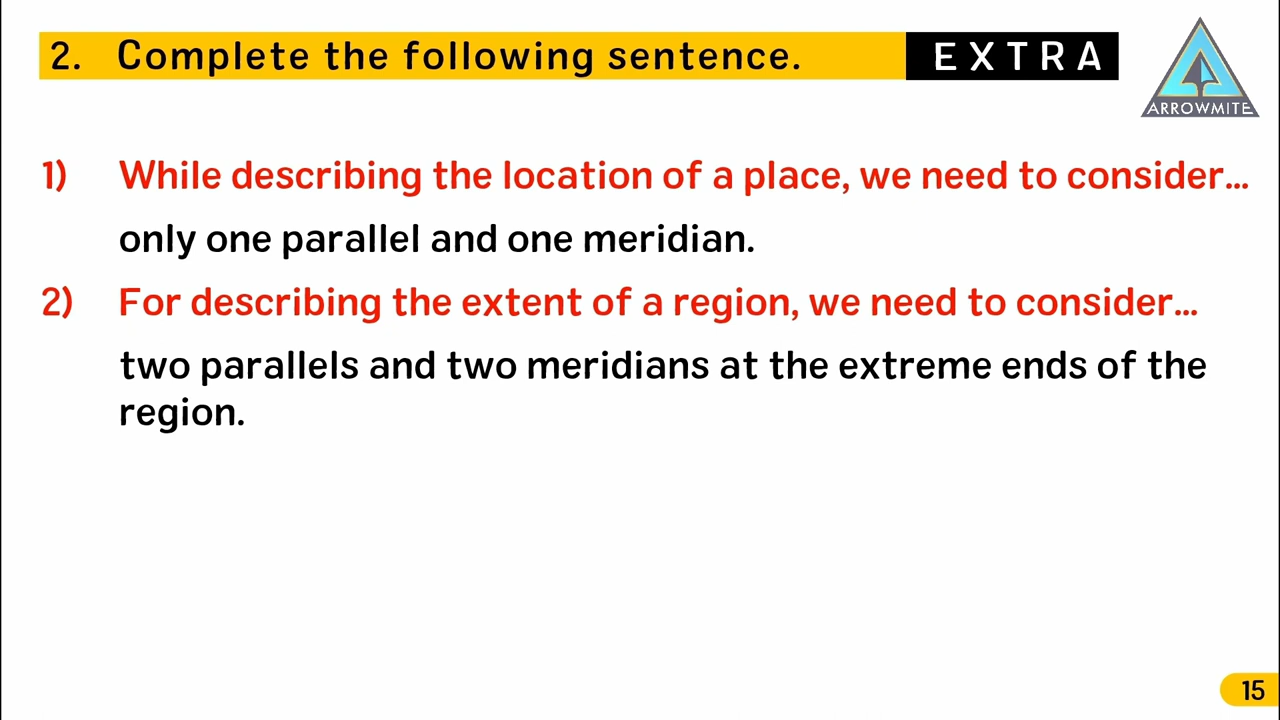 2. Complete the following sentence. EXTRA
ARROWMITE
1) While describing the location of a place, we need to consider...
only one parallel and one meridian.
2) For describing the extent of a region, we need to consider...
two parallels and two meridians at the extreme ends of the
region.
15